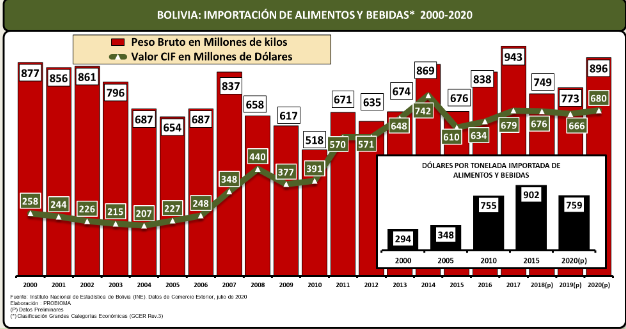 BOLIVIA: IMPORTACIÓN DE ALIMENTOS Y BEBIDAS* 2000-2020
Peso Bruto en Millones de kilos
Valor CIF en Millones de Dólares
877 856 861 796 687 654 687 837 658 617 518 671 635 674 869 676 838 943 749 773 896
258 244 226 215 207 227 248 348 440 377 391 570 571 648 742 610 634 679 676 666 680
DÓLARES POR TONELADA IMPORTADA DE
ALIMENTOS Y BEBIDAS
294 348 755 902 759
2000 2005 2010 2015 2020(p)
2000 2001 2002 2003 2004 2005 2006 2007 2008 2009 2010 2011 2012 2013 2014 2015 2016 2017 2018(p) 2019(p) 2020(p)
Fuente: Instituto Nacional de Estadística de Bolivia (INE) Datos de Comercio Exterior, julio de 2020
Elaboración : PROBIOMA
(P) Datos Preliminares
(*) Clasificación Grandes Categorías Económicas (GCER Rev.3)